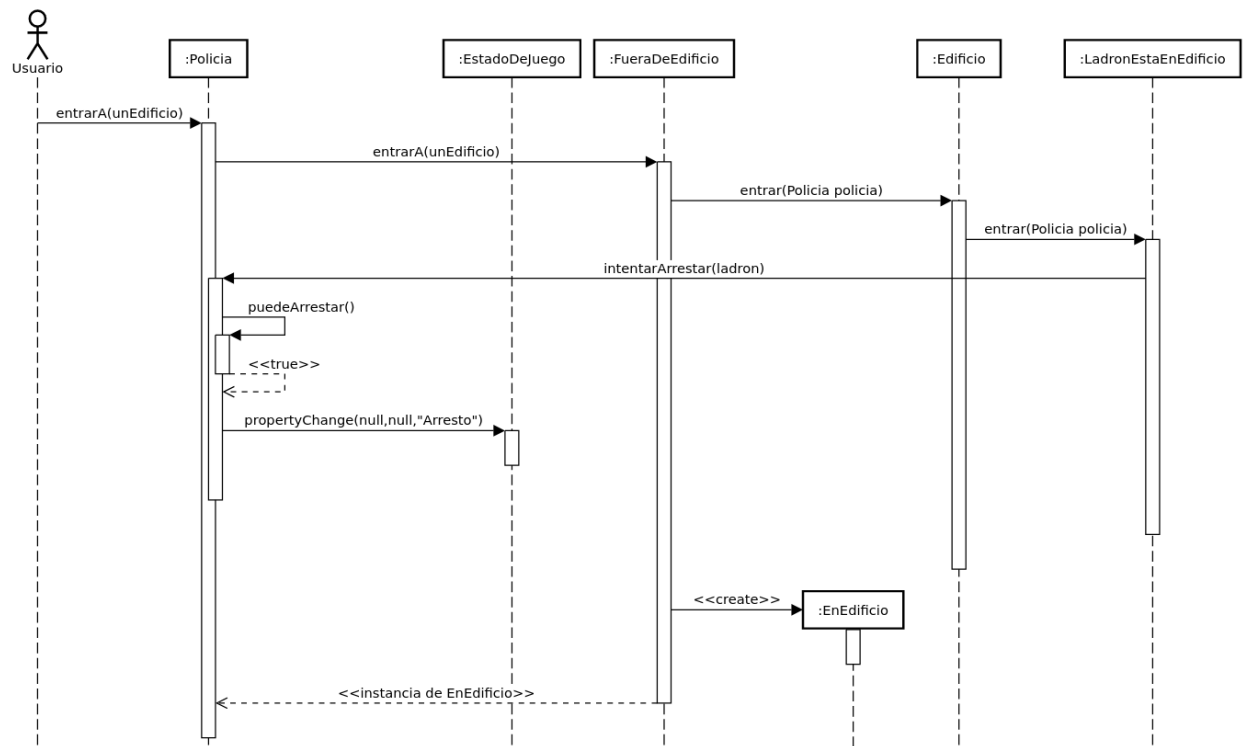 Usuario
:Policia
:EstadoDeJuego
:FueraDeEdificio
:Edificio
:LadronEstaEnEdificio
entrarA(unEdificio)
entrarA(unEdificio)
entrar(Policia policia)
entrar(Policia policia)
intentarArrestar(ladron)
puedeArrestar()
<<true>>
propertyChange(null,null,"Arresto")
<<create>>
:EnEdificio
<<instancia de EnEdificio>>